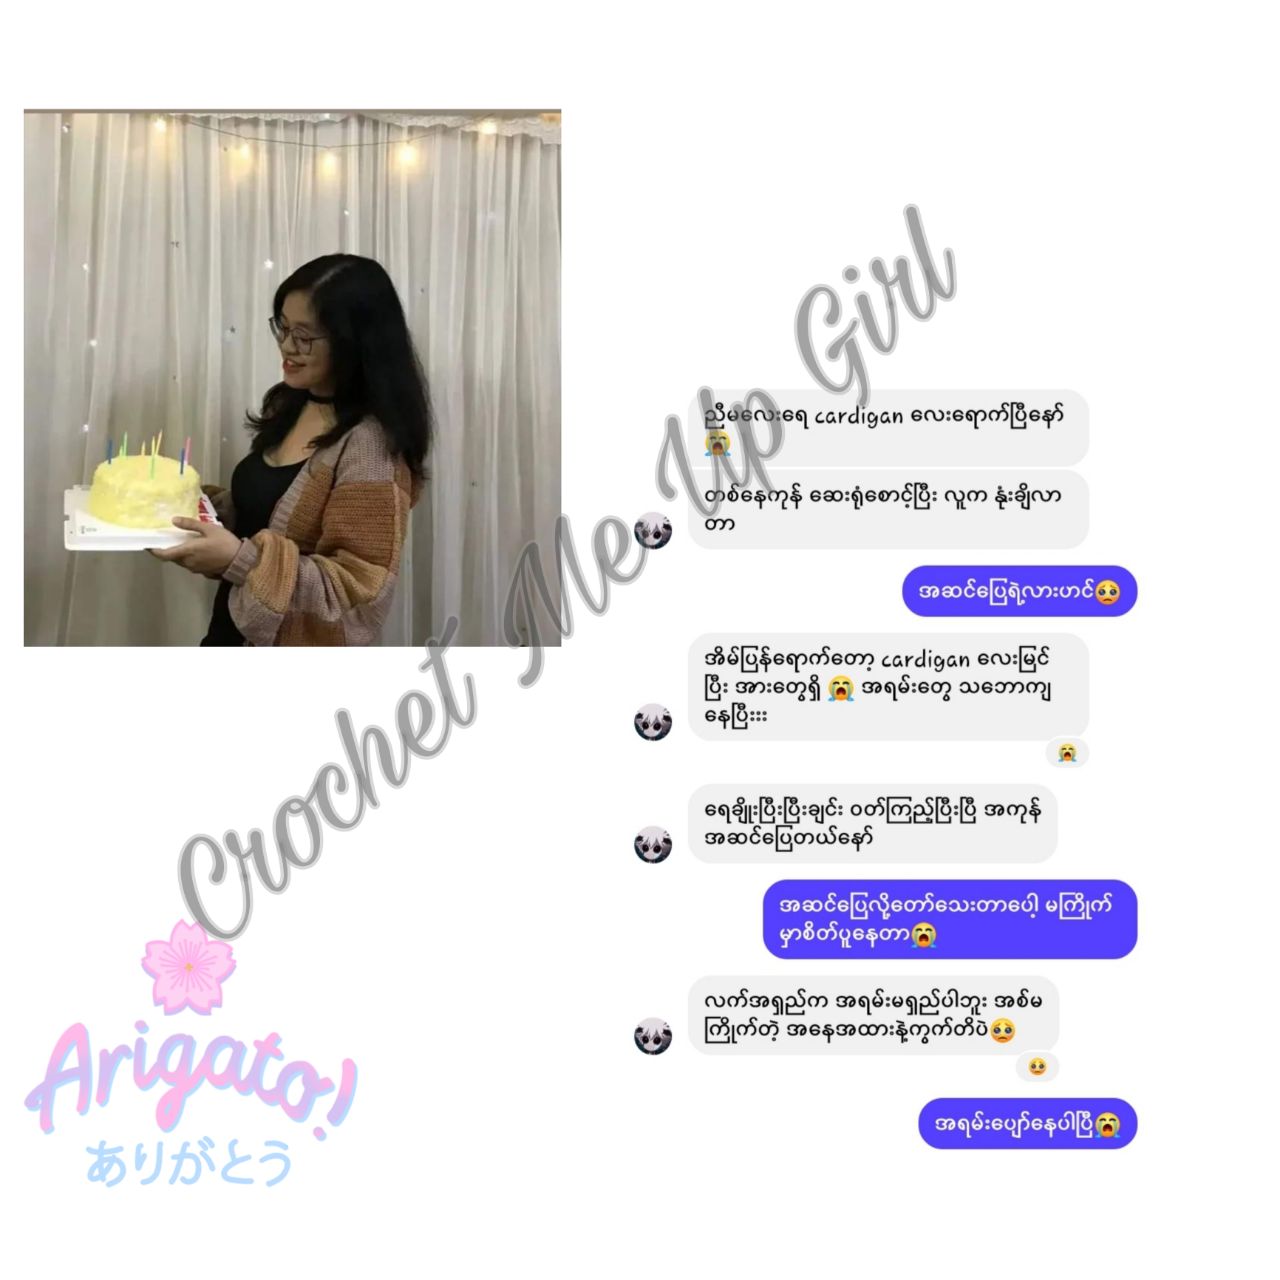 ညီမလေးရေ cardigan လေးရောက်ပြီနော်
😭
တစ်နေကုန် ဆေးရုံစောင့်ပြီး လူက နုံးချိလာ
တာ
အဆင်ပြေရဲ့လားဟင်🥺
အိမ်ပြန်ရောက်တော့ cardigan လေးမြင်
ပြီး အားတွေရှိ 😭 အရမ်းတွေ သဘောကျ
နေပြီး::
😭
ရေချိုးပြီးပြီးချင်း ဝတ်ကြည့်ပြီးပြီ အကုန်
အဆင်ပြေတယ်နော်
အဆင်ပြေလို့တော်သေးတာပေါ့ မကြိုက်
မှာစိတ်ပူနေတာ😭
လက်အရှည်က အရမ်းမရှည်ပါဘူး အစ်မ
ကြိုက်တဲ့ အနေအထားနဲ့ကွက်တိပဲ🥺
🥺
အရမ်းပျော်နေပါပြီ😭
Crochet Me Up Girl
Arigato!
ありがとう